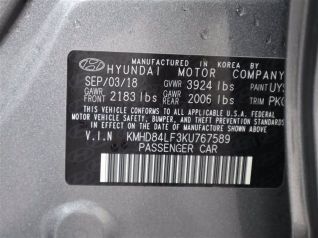 MANUFACTURED IN KOREA BY
HYUNDAI MOTOR COMPANY
SEP/03/18 GVWR 3924 lbs PAINT UYS
GAWR FRONT 2183 lbs GAWR REAR 2006 lbs TRIM PKG
THIS VEHICLE CONFORMS TO ALL APPLICABLE U.S. FEDERAL
MOTOR VEHICLE SAFETY, BUMPER, AND THEFT
PREVENTION STANDARDS IN EFFECT ON THE DATE OF
MANUFACTURE SHOWN ABOVE.
V.I.N KMHD84LF3KU767589
PASSENGER CAR